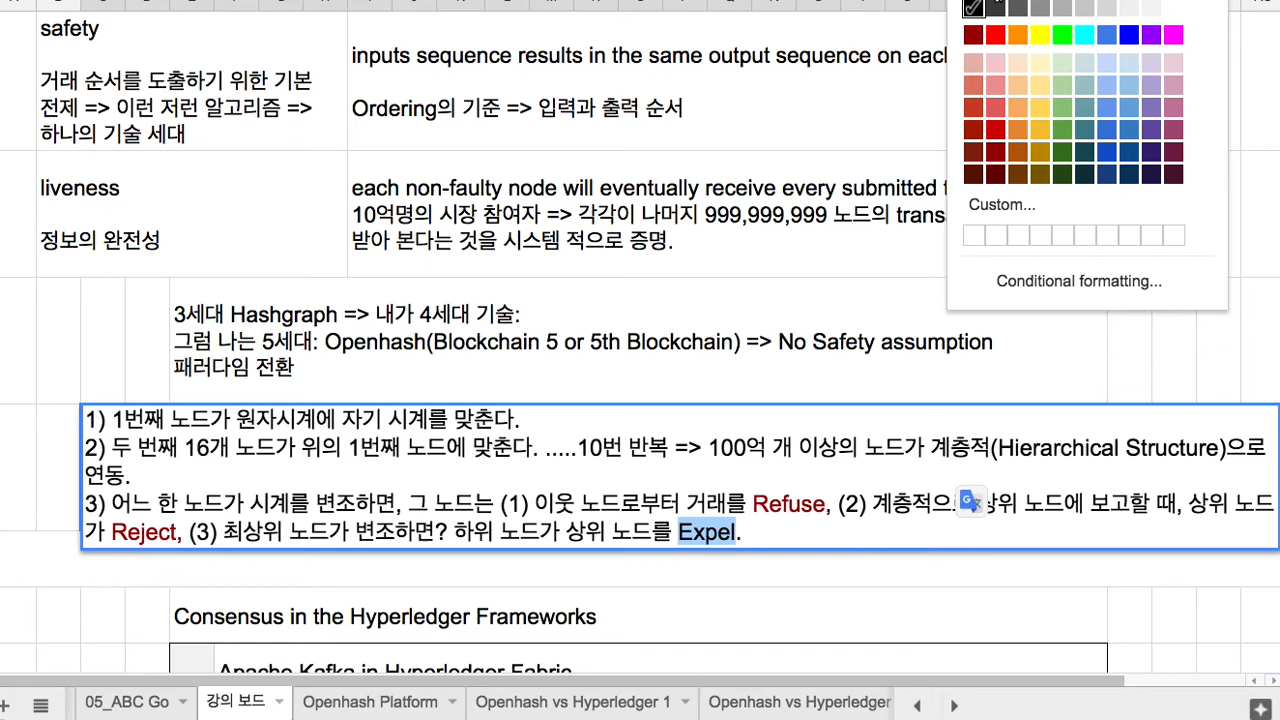 safety
inputs sequence results in the same output sequence on each
거래 순서를 도출하기 위한 기본
전제 => 이런 저런 알고리즘 =>
하나의 기술 세대
Ordering의 기준 => 입력과 출력 순서
liveness
정보의 완전성
each non-faulty node will eventually receive every submitted
10억명의 시장 참여자 => 각각이 나머지 999,999,999 노드의 trans
받아 본다는 것을 시스템 적으로 증명.
Custom...
Conditional formatting...
3세대 Hashgraph => 내가 4세대 기술:
그럼 나는 5세대: Openhash(Blockchain 5 or 5th Blockchain) => No Safety assumption
패러다임 전환
1) 1번째 노드가 원자시계에 자기 시계를 맞춘다.
2) 두 번째 16개 노드가 위의 1번째 노드에 맞춘다. .....10번 반복 => 100억 개 이상의 노드가 계층적(Hierarchical Structure)으로
연동.
3) 어느 한 노드가 시계를 변조하면, 그 노드는 (1) 이웃 노드로부터 거래를 Refuse, (2) 계층적으 상위 노드에 보고할 때, 상위 노드
가 Reject, (3) 최상위 노드가 변조하면? 하위 노드가 상위 노드를 Expel.
Consensus in the Hyperledger Frameworks
Apache Kafka in Hyperledger Fabric
05_ABC Go
강의 보드
Openhash Platform
Openhash vs Hyperledger 1
Openhash vs Hyperledger